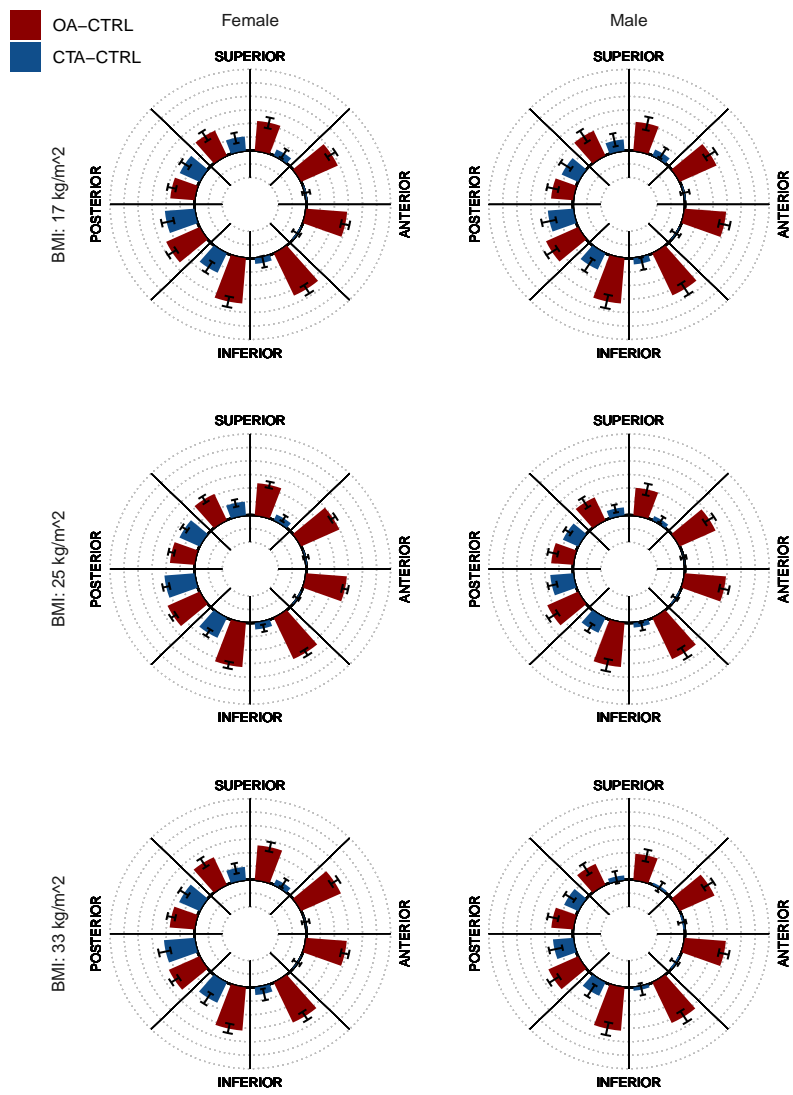 Female
Male
OA−CTRL
CTA−CTRL
BMI: 17 kg/m^2
SUPERIOR
POSTERIOR
ANTERIOR
INFERIOR
SUPERIOR
POSTERIOR
ANTERIOR
INFERIOR
BMI: 25 kg/m^2
SUPERIOR
POSTERIOR
ANTERIOR
INFERIOR
SUPERIOR
POSTERIOR
ANTERIOR
INFERIOR
BMI: 33 kg/m^2
SUPERIOR
POSTERIOR
ANTERIOR
INFERIOR
SUPERIOR
POSTERIOR
ANTERIOR
INFERIOR